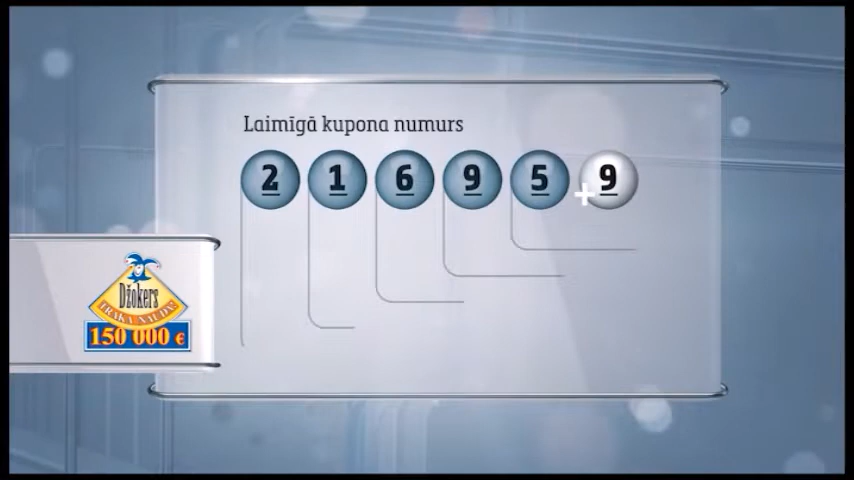 Laimīgā kupona numurs
2 1 6 9 5 + 9
Džokers
TRAKA NAUDA!
150 000 €